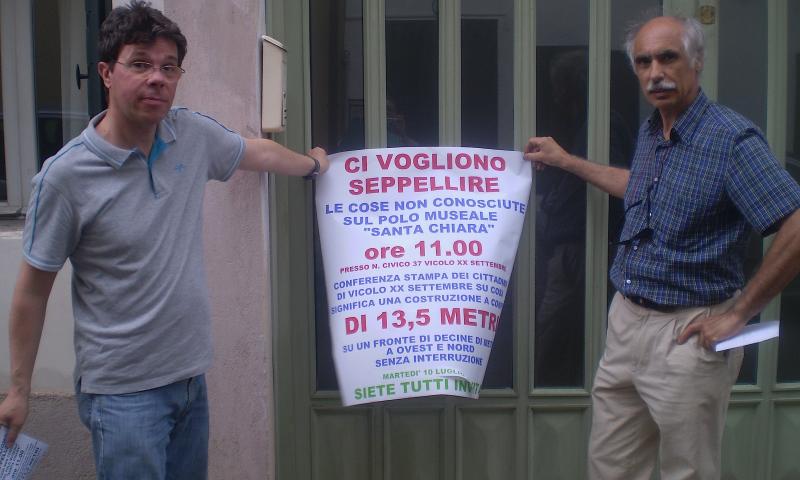 CI VOGLIONO
SEPPELLIRE
LE COSE NON CONOSCIUTE
SUL POLO MUSEALE
"SANTA CHIARA"
ore 11.00
PRESSO N. CIVICO 37 VICOLO XX SETTEMBRE
CONFERENZA STAMPA DEI CITTADINI
DI VICOLO XX SETTEMBRE SU COSA
SIGNIFICA UNA COSTRUZIONE A
DI 13,5 METRI
SU UN FRONTE DI DECINE DI
A OVEST E NORD
SENZA INTERRUZIONE
MARTEDI' 10 LUGLIO
SIETE TUTTI